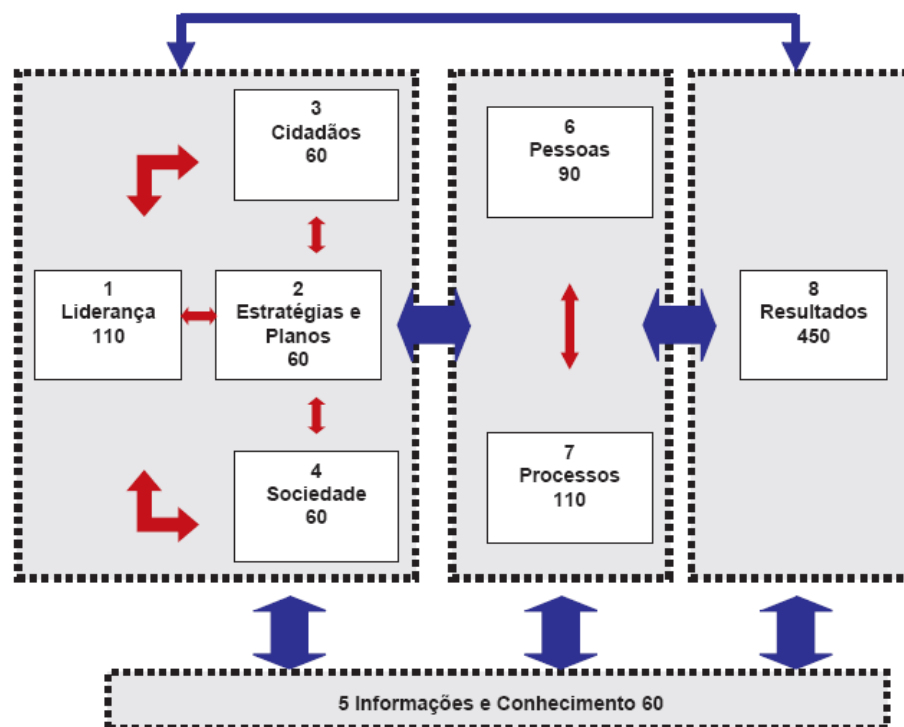 3
Cidadãos
60
6
Pessoas
90
1
Liderança
110
2
Estratégias e
Planos
60
8
Resultados
450
4
Sociedade
60
7
Processos
110
5 Informações e Conhecimento 60